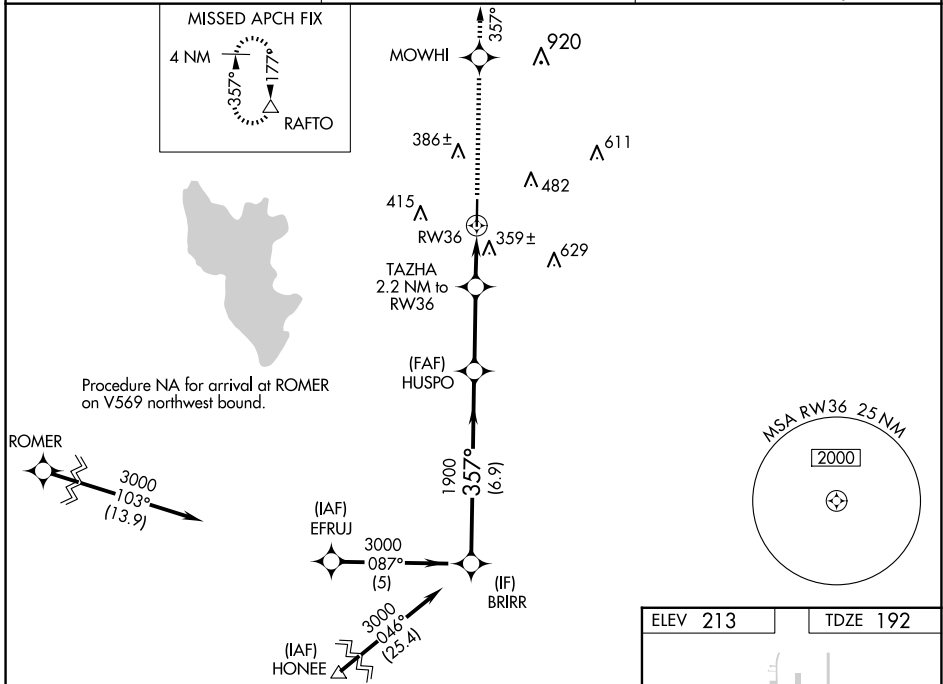 MISSED APCH FIX
4 NM
357°
177°
RAFTO
357°
MOWHI
920
386±
611
482
415
RW36
359±
629
TAZHA
2.2 NM to
RW36
(FAF)
HUSPO
Procedure NA for arrival at ROMER
on V569 northwest bound.
ROMER
3000
103°
(13.9)
1900
357°
(6.9)
MSA RW36 25 NM
2000
(IAF)
EFRUJ
3000
087°
(5)
(IF)
BRIRR
3000
046°
(25.4)
(IAF)
HONEE
ELEV 213
TDZE 192